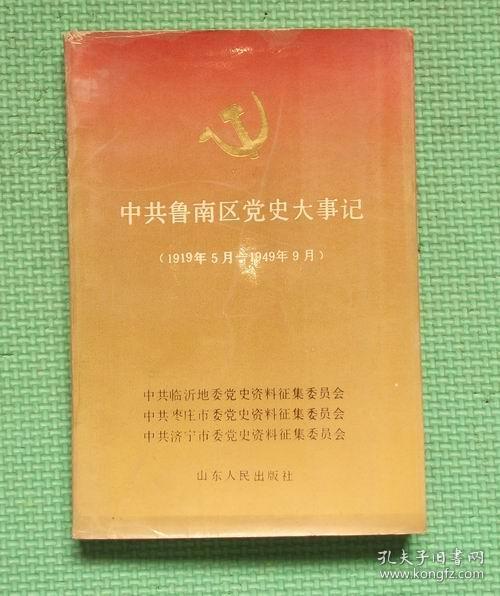 中共鲁南区党史大事记
（1919年5月—1949年9月）
中共临沂地委党史资料征集委员会
中共枣庄市委党史资料征集委员会
中共济宁市委党史资料征集委员会
山东人民出版社
孔夫子旧书网
www.kongfz.com